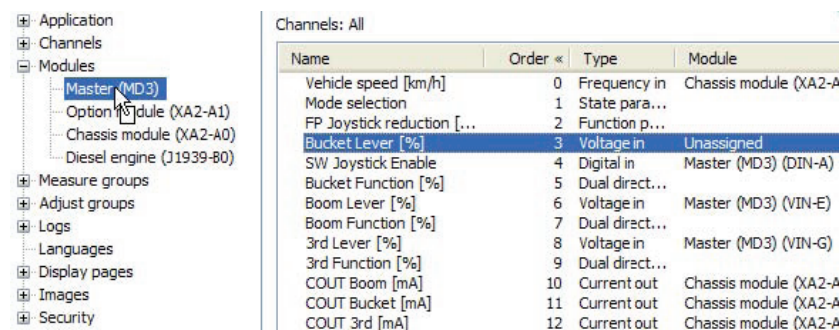 Application
Channels
Modules
Master (MD3)
Option Module (XA2-A1)
Chassis module (XA2-A0)
Diesel engine (J1939-B0)
Measure groups
Adjust groups
Logs
Languages
Display pages
Images
Security
Channels: All
Name Order « Type Module
Vehicle speed [km/h] 0 Frequency in Chassis module (XA2-A
Mode selection 1 State para...
FP Joystick reduction [... 2 Function p...
Bucket Lever [%] 3 Voltage in Unassigned
SW Joystick Enable 4 Digital in Master (MD3) (DIN-A)
Bucket Function [%] 5 Dual direct...
Boom Lever [%] 6 Voltage in Master (MD3) (VIN-E)
Boom Function [%] 7 Dual direct...
3rd Lever [%] 8 Voltage in Master (MD3) (VIN-G)
3rd Function [%] 9 Dual direct...
COUT Boom [mA] 10 Current out Chassis module (XA2-A
COUT Bucket [mA] 11 Current out Chassis module (XA2-A
COUT 3rd [mA] 12 Current out Chassis module (XA2-A